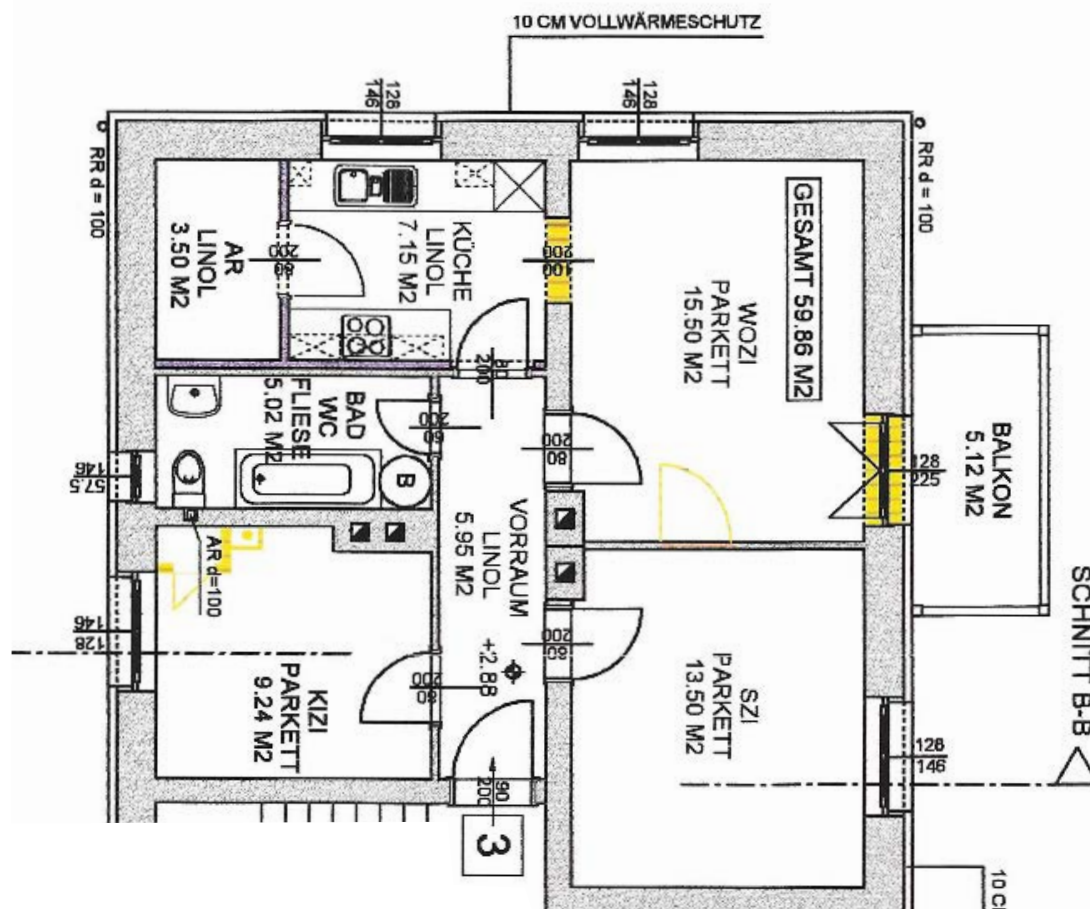 10 CM VOLLWÄRMESCHUTZ
128
146
128
146
RR d = 100
RR d = 100
AR
LINOL
3.50 M2
80
200
KÜCHE
LINOL
7.15 M2
100
200
GESAMT 59.86 M2
WOZI
PARKETT
15.50 M2
80
200
BAD
WC
FLIESE
5.02 M2
60
200
B
80
200
128
225
BALKON
5.12 M2
146
57.5
AR d=100
VORRAUM
LINOL
5.95 M2
+2.88
146
128
KIZI
PARKETT
9.24 M2
80
200
80
200
SZI
PARKETT
13.50 M2
128
146
SCHNITT B-B
90
200
3
10 CM